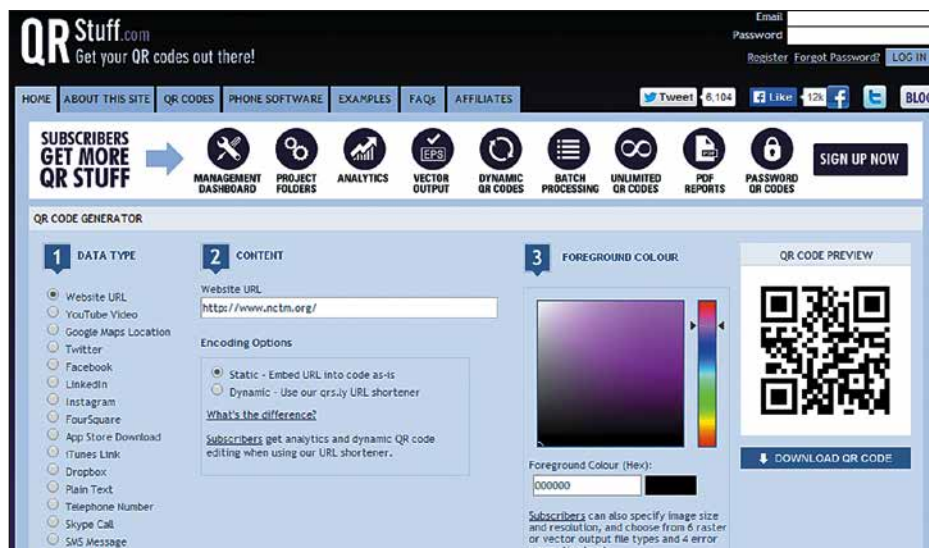 QR Stuff.com
Get your QR codes out there!
Email
Password
Register Forgot Password? LOG IN
HOME ABOUT THIS SITE QR CODES PHONE SOFTWARE EXAMPLES FAQs AFFILIATES
Tweet 6,104 Like 12k BLOG
SUBSCRIBERS
GET MORE
QR STUFF
MANAGEMENT
DASHBOARD
PROJECT
FOLDERS
ANALYTICS
EPS
VECTOR
OUTPUT
DYNAMIC
QR CODES
BATCH
PROCESSING
UNLIMITED
QR CODES
PDF
PDF
REPORTS
PASSWORD
QR CODES
SIGN UP NOW
QR CODE GENERATOR
1 DATA TYPE
Website URL
YouTube Video
Google Maps Location
Twitter
Facebook
LinkedIn
Instagram
FourSquare
App Store Download
iTunes Link
Dropbox
Plain Text
Telephone Number
Skype Call
SMS Message
2 CONTENT
Website URL
http://www.nctm.org/
Encoding Options
Static - Embed URL into code as-is
Dynamic - Use our qrs.ly URL shortener
What's the difference?
Subscribers get analytics and dynamic QR code
editing when using our URL shortener.
3 FOREGROUND COLOUR
Foreground Colour (Hex):
000000
Subscribers can also specify image size
and resolution, and choose from 6 raster
or vector output file types and 4 error
QR CODE PREVIEW
DOWNLOAD QR CODE